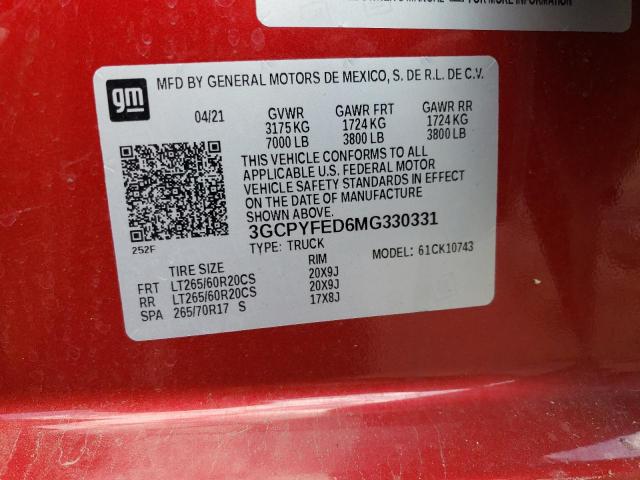 FOR MORE INFORMATION
gm
MFD BY GENERAL MOTORS DE MEXICO, S. DE R.L. DE C.V.
04/21 GVWR GAWR FRT GAWR RR
3175 KG 1724 KG 1724 KG
7000 LB 3800 LB 3800 LB
THIS VEHICLE CONFORMS TO ALL
APPLICABLE U.S. FEDERAL MOTOR
VEHICLE SAFETY STANDARDS IN EFFECT
ON THE DATE OF MANUFACTURE
SHOWN ABOVE.
252F
3GCPYFED6MG330331
TYPE: TRUCK MODEL: 61CK10743
TIRE SIZE RIM
FRT LT265/60R20CS 20X9J
RR LT265/60R20CS 20X9J
SPA 265/70R17 S 17X8J